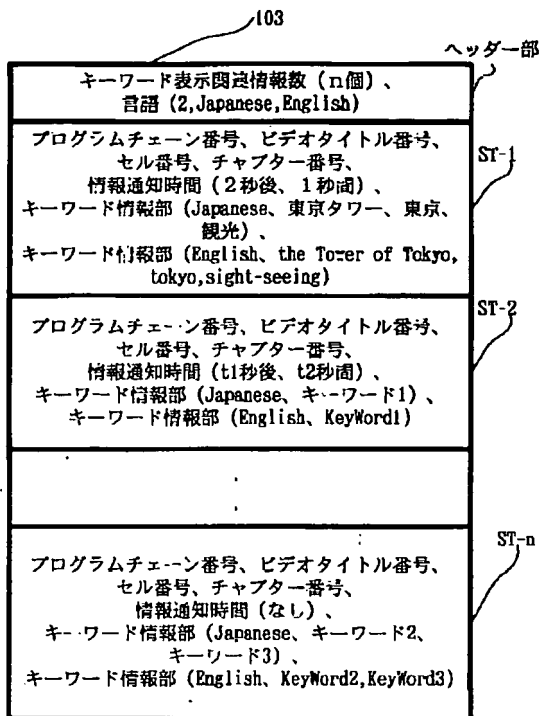 103
ヘッダー部
キーワード表示関連情報数（n個）、
言語（2,Japanese,English）
ST-1
プログラムチェーン番号、ビデオタイトル番号、
セル番号、チャプター番号、
情報通知時間（２秒後、１秒間）、
キーワード情報部（Japanese、東京タワー、東京、
観光）、
キーワード情報部（English、the Tower of Tokyo,
tokyo,sight-seeing)
ST-2
プログラムチェーン番号、ビデオタイトル番号、
セル番号、チャプター番号、
情報通知時間（t1秒後、t2秒間）、
キーワード情報部（Japanese、キーワード1）、
キーワード情報部（English、KeyWord1）
ST-n
プログラムチェーン番号、ビデオタイトル番号、
セル番号、チャプター番号、
情報通知時間（なし）、
キーワード情報部（Japanese、キーワード2、
キーワード3）、
キーワード情報部（English、KeyWord2,KeyWord3）